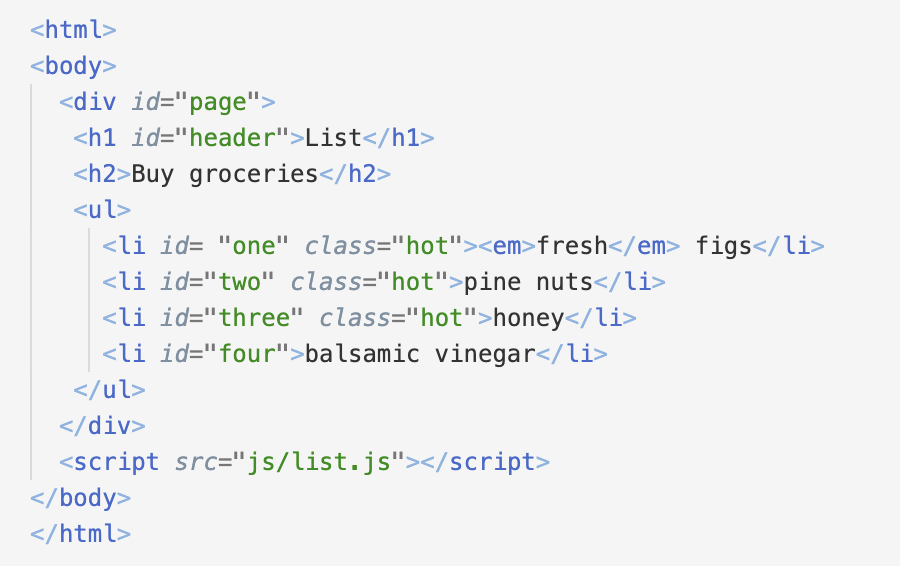 <html>
<body>
<div id="page">
<h1 id="header">List</h1>
<h2>Buy groceries</h2>
<ul>
<li id= "one" class="hot"><em>fresh</em> figs</li>
<li id="two" class="hot">pine nuts</li>
<li id="three" class="hot">honey</li>
<li id="four">balsamic vinegar</li>
</ul>
</div>
<script src="js/list.js"></script>
</body>
</html>